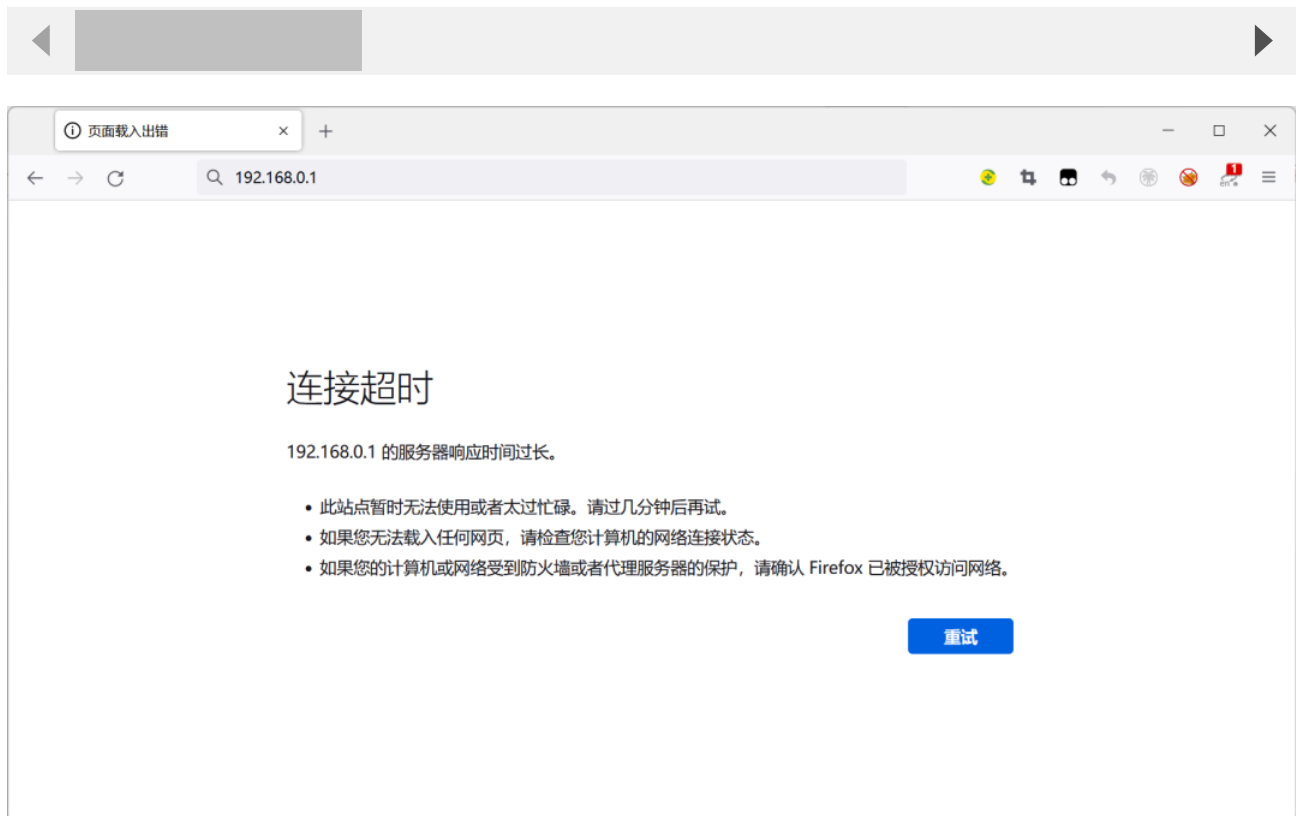 页面载入出错
192.168.0.1
1
en
连接超时
192.168.0.1 的服务器响应时间过长。
此站点暂时无法使用或者太过忙碌。请过几分钟后再试。
如果您无法载入任何网页，请检查您计算机的网络连接状态。
如果您的计算机或网络受到防火墙或者代理服务器的保护，请确认 Firefox 已被授权访问网络。
重试